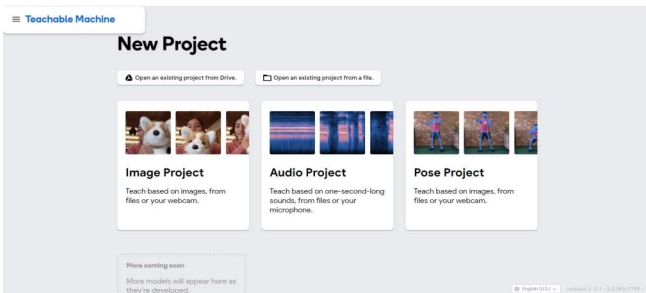 Teachable Machine
New Project
Open an existing project from Drive.
Open an existing project from a file.
Image Project
Teach based on images, from
files or your webcam.
Audio Project
Teach based on one-second-long
sounds, from files or your
microphone.
Pose Project
Teach based on images, from
files or your webcam.
More coming soon
More models will appear here as
they're developed.
English (U.S.)